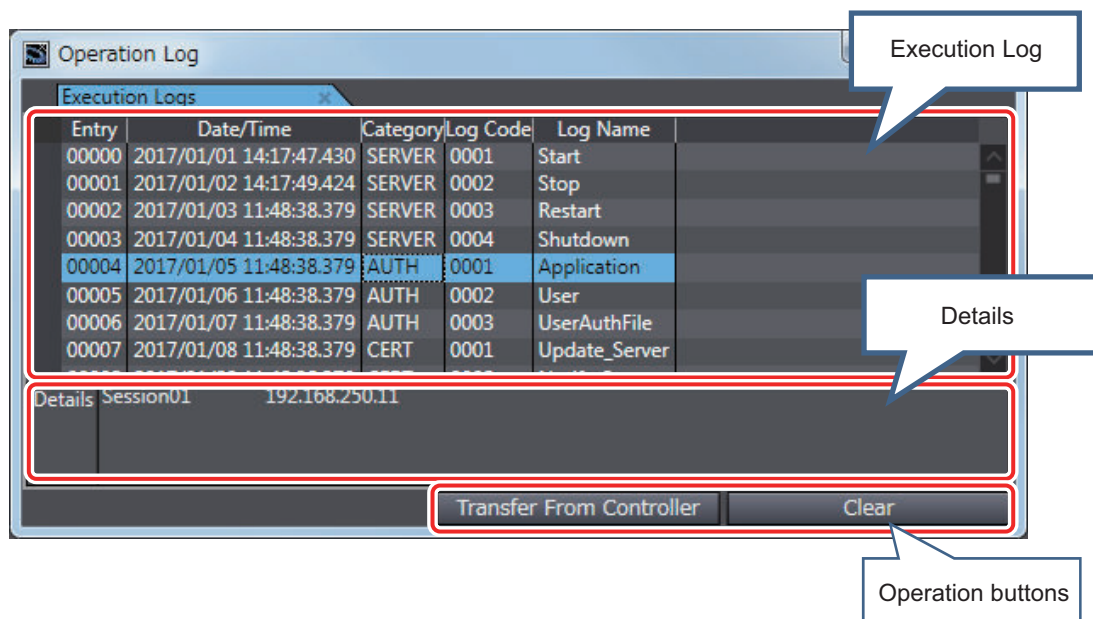 Execution Log
Operation Log
Execution Logs
Entry Date/Time Category Log Code Log Name
00000 2017/01/01 14:17:47.430 SERVER 0001 Start
00001 2017/01/02 14:17:49.424 SERVER 0002 Stop
00002 2017/01/03 11:48:38.379 SERVER 0003 Restart
00003 2017/01/04 11:48:38.379 SERVER 0004 Shutdown
00004 2017/01/05 11:48:38.379 AUTH 0001 Application
00005 2017/01/06 11:48:38.379 AUTH 0002 User
00006 2017/01/07 11:48:38.379 AUTH 0003 UserAuthFile
00007 2017/01/08 11:48:38.379 CERT 0001 Update_Server
Details
Details Session01 192.168.250.11
Transfer From Controller Clear
Operation buttons